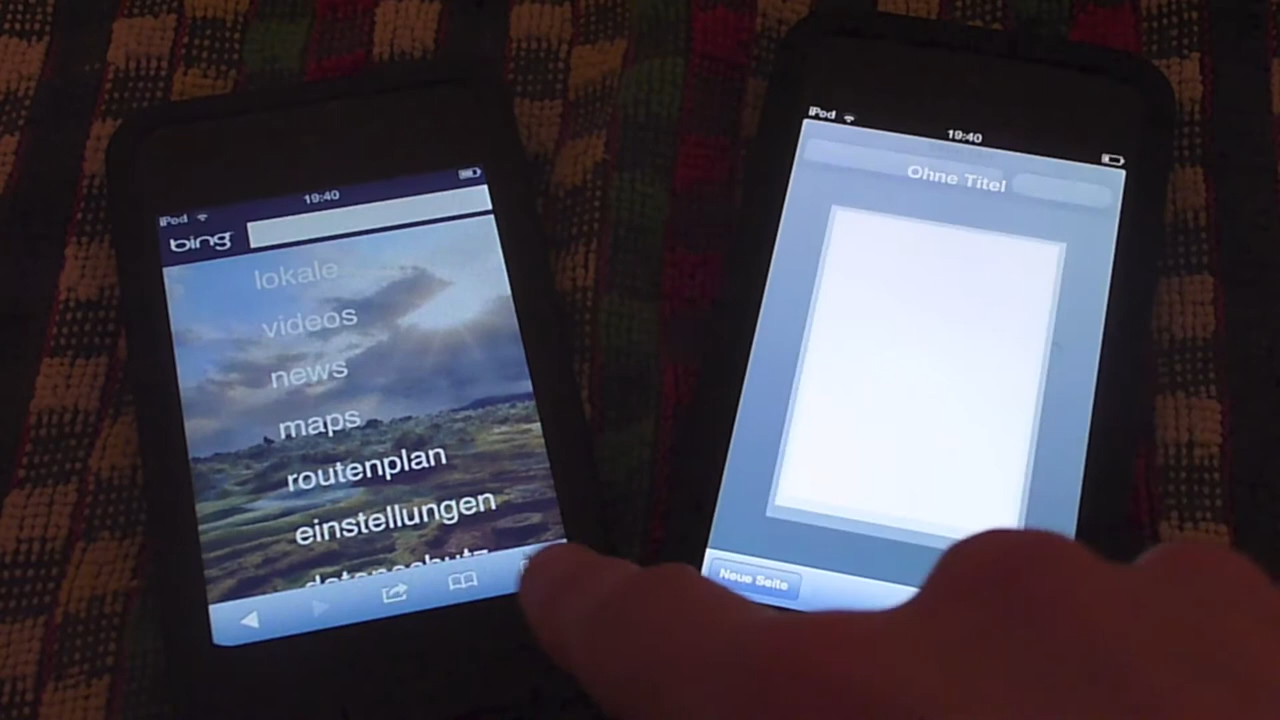 iPod
19:40
bing
lokale
videos
news
maps
routenplan
einstellungen
datenschutz
iPod
19:40
Ohne Titel
Neue Seite